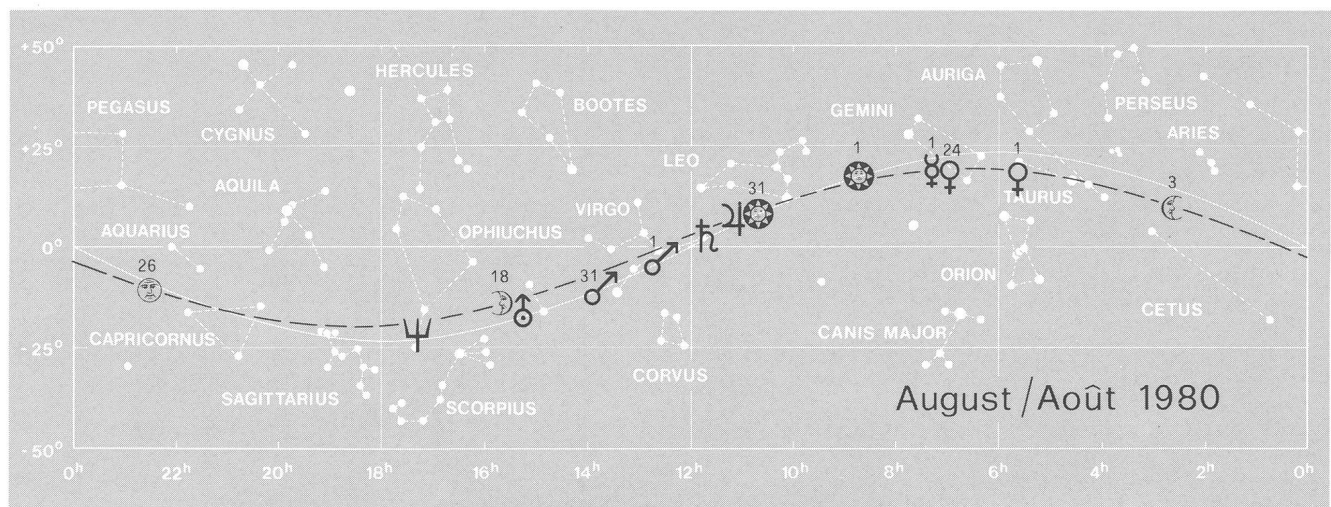 +50°
HERCULES
AURIGA
PEGASUS
BOOTES
GEMINI
PERSEUS
CYGNUS
ARIES
+25°
1
1
24
1
LEO
AQUILA
31
3
VIRGO
TAURUS
AQUARIUS
OPHIUCHUS
1
0°
26
18
31
ORION
CETUS
CAPRICORNUS
CANIS MAJOR
-25°
CORVUS
SAGITTARIUS
SCORPIUS
August/Août 1980
-50°
0h 22h 20h 18h 16h 14h 12h 10h 8h 6h 4h 2h 0h